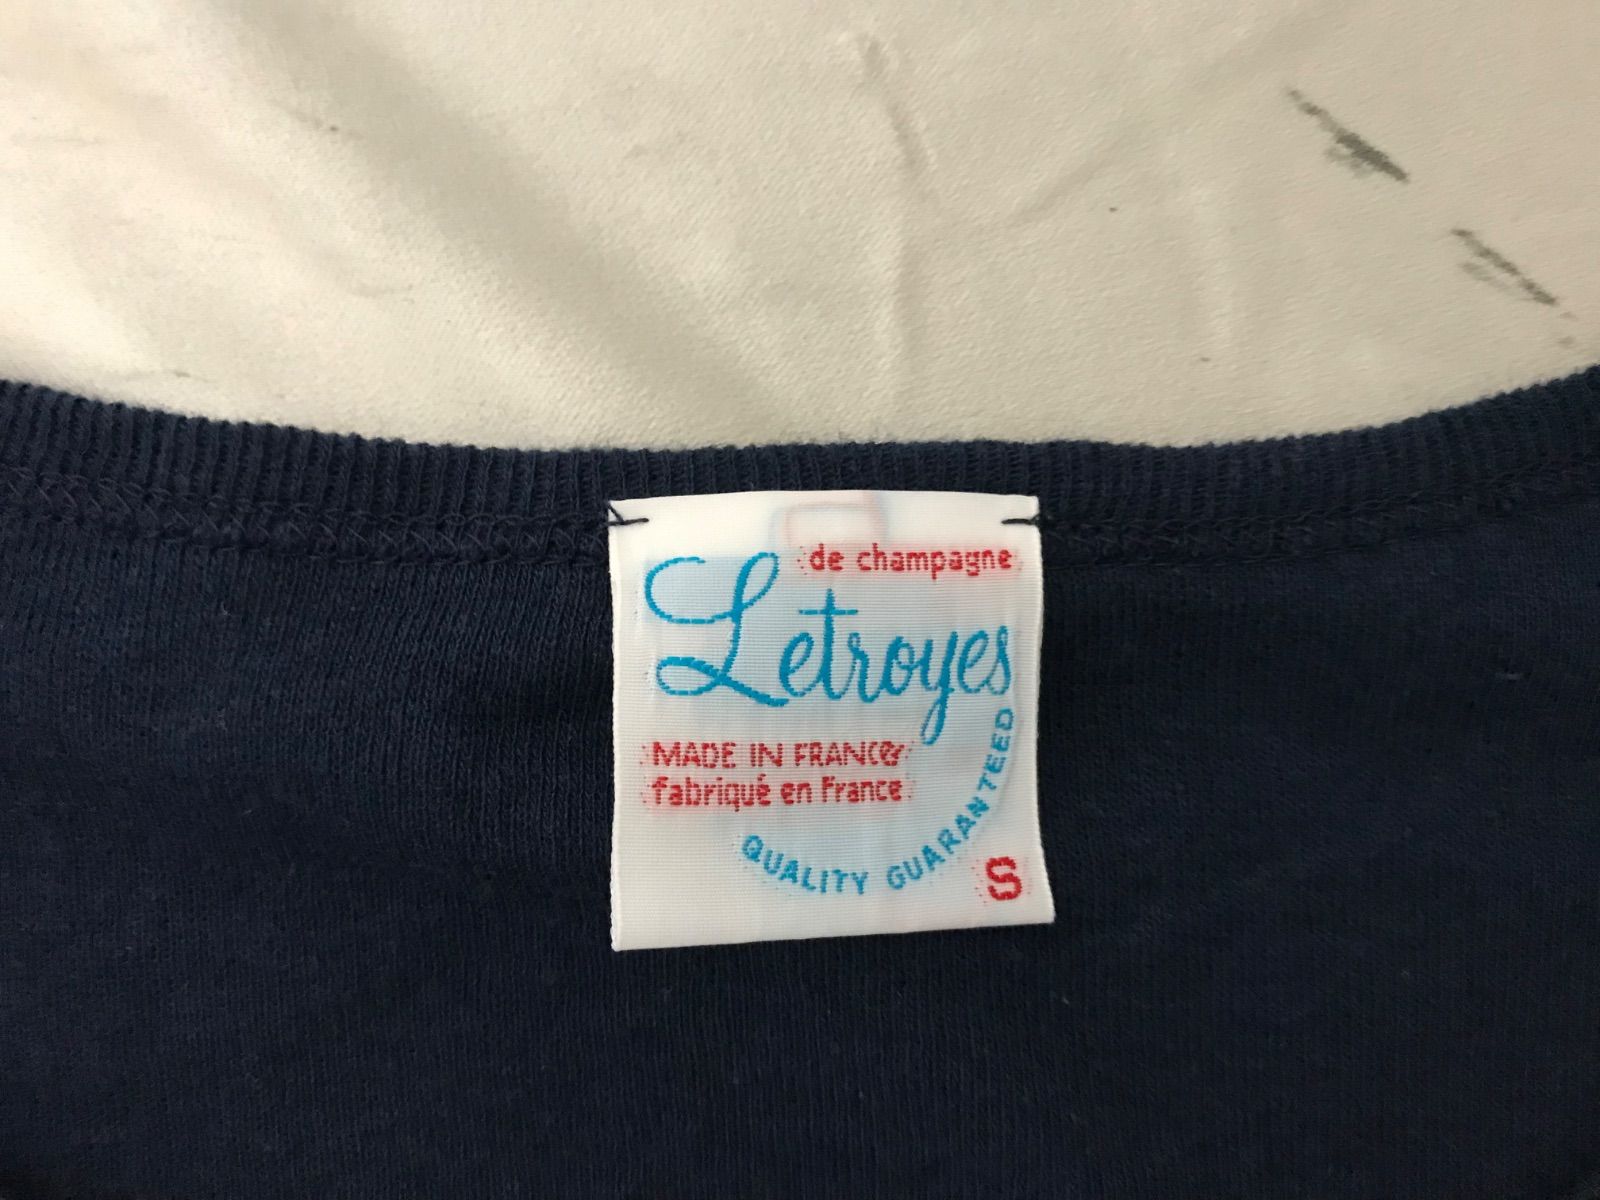 de champagne
Letroyes
MADE IN FRANCE
fabriqué en France
QUALITY GUARANTEED
S